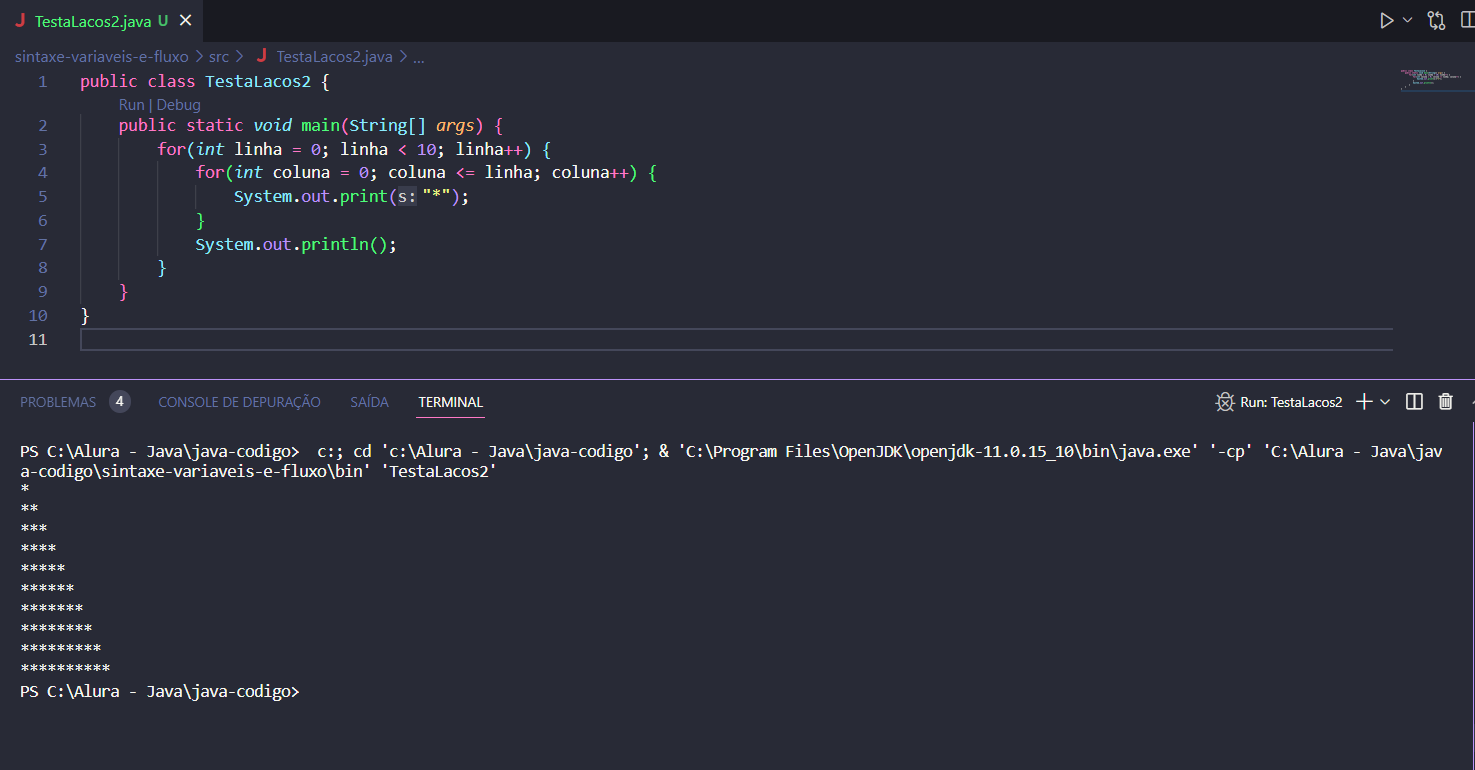 J TestaLacos2.java U ×
sintaxe-variaveis-e-fluxo > src > J TestaLacos2.java > ...
1 public class TestaLacos2 {
Run | Debug
2 public static void main(String[] args) {
3 for(int linha = 0; linha < 10; linha++) {
4 for(int coluna = 0; coluna <= linha; coluna++) {
5 System.out.print(s: "*");
6 }
7 System.out.println();
8 }
9 }
10 }
11
PROBLEMAS 4 CONSOLE DE DEPURAÇÃO SAÍDA TERMINAL Run: TestaLacos2
PS C:\Alura - Java\java-codigo>  c:; cd 'c:\Alura - Java\java-codigo'; & 'C:\Program Files\OpenJDK\openjdk-11.0.15_10\bin\java.exe' '-cp' 'C:\Alura - Java\jav
a-codigo\sintaxe-variaveis-e-fluxo\bin' 'TestaLacos2'
*
**
***
****
*****
******
*******
********
*********
**********
PS C:\Alura - Java\java-codigo>